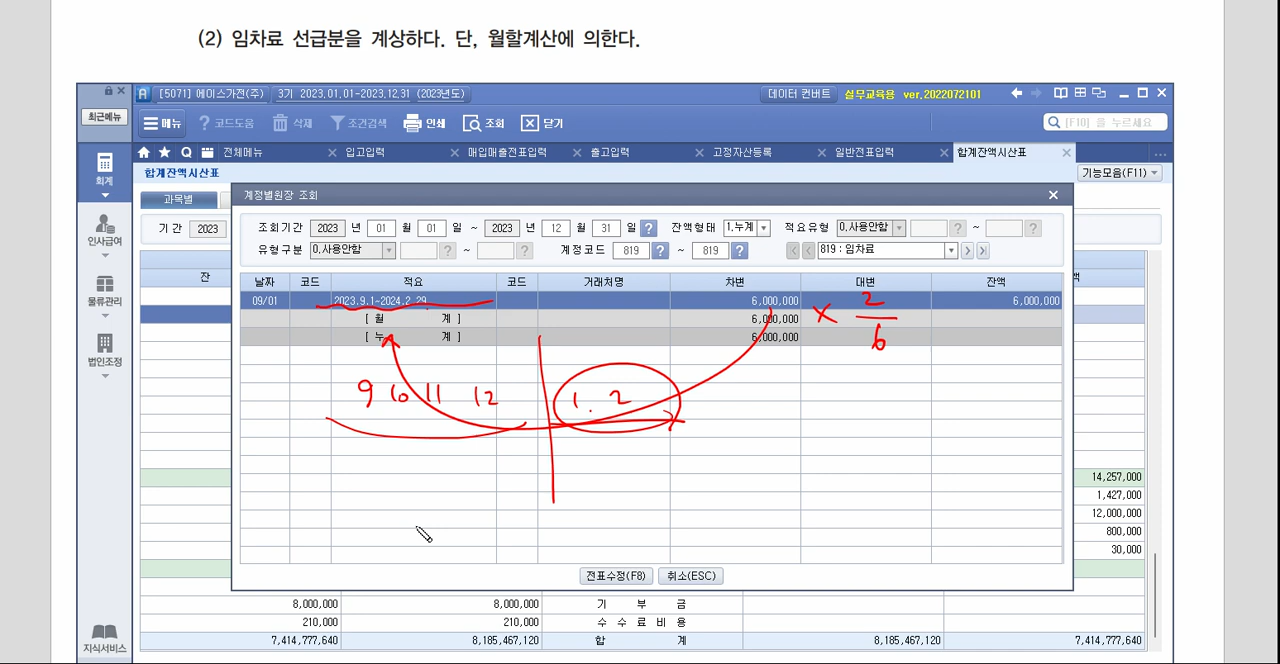 (2) 임차료 선급분을 계상하다. 단, 월할계산에 의한다.
최근메뉴
[5071] 에이스가전(주) 3기 2023.01.01~2023.12.31 (2023년도) 데이터 컨버트 실무교육용 ver.2022072101
메뉴 코드도움 삭제 조건검색 인쇄 조회 닫기 [F10] 을 누르세요
전체메뉴 입고입력 매입매출전표입력 출고입력 고정자산등록 일반전표입력 합계잔액시산표
합계잔액시산표 기능모음(F11)
회계
인사급여
물류관리
법인조정
지식서비스
과목별
기 간 2023
잔
계정별원장 조회
조회기간 2023 년 01 월 01 일 ~ 2023 년 12 월 31 일 ? 잔액형태 1.누계 적요유형 0.사용안함 ? ~ ?
유형구분 0.사용안함 ? ~ ? 계정코드 819 ? ~ 819 ? 819 : 임차료
날짜 코드 적요 코드 거래처명 차변 대변 잔액
09/01 2023.9.1~2024.2.29 6,000,000 6,000,000
[ 월 계 ] 6,000,000
[ 누 계 ] 6,000,000
× 2/6
9 10 11 12 1. 2
전표수정(F8) 취소(ESC)
액
14,257,000
1,427,000
12,000,000
800,000
30,000
8,000,000 8,000,000 기 부 금
210,000 210,000 수 수 료 비 용
7,414,777,640 8,185,467,120 합 계 8,185,467,120 7,414,777,640